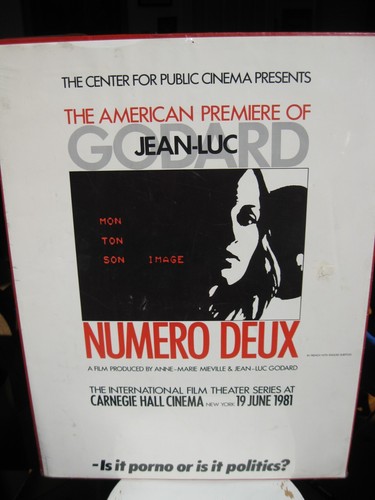 THE CENTER FOR PUBLIC CINEMA PRESENTS
THE AMERICAN PREMIERE OF
GODARD
JEAN-LUC
MON
TON
SON IMAGE
NUMERO DEUX
A FILM PRODUCED BY ANNE-MARIE MIEVILLE & JEAN-LUC GODARD
THE INTERNATIONAL FILM THEATER SERIES AT
CARNEGIE HALL CINEMA NEW YORK 19 JUNE 1981
-Is it porno or is it politics?